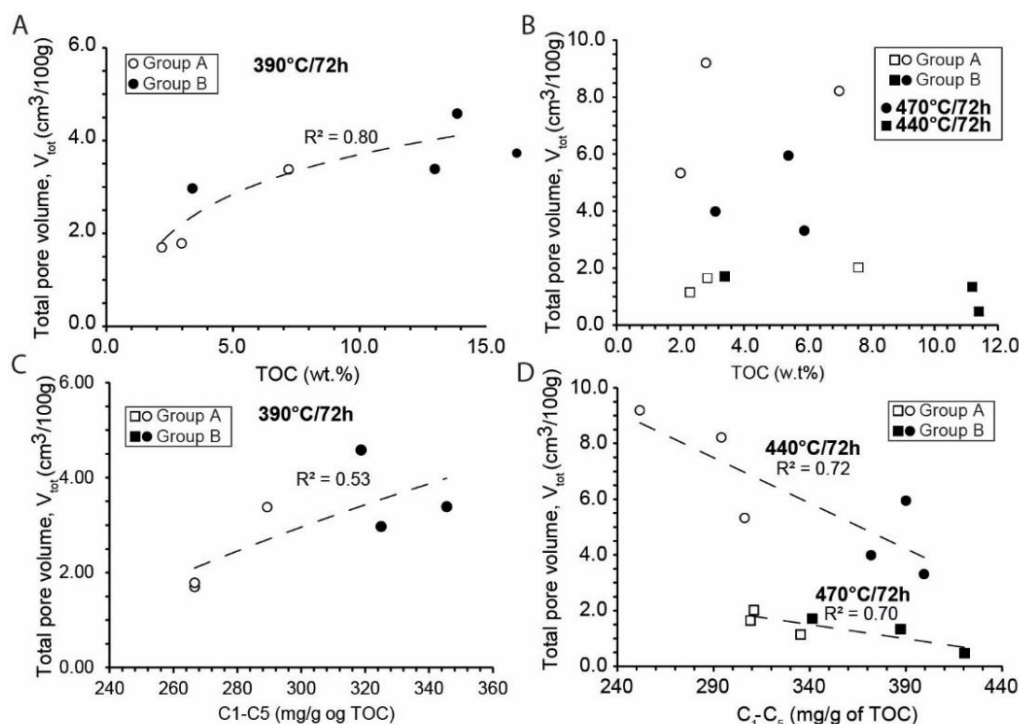 A
Total pore volume, Vtot (cm3/100g)
6.0
4.0
2.0
0.0
Group A
Group B
390°C/72h
R² = 0.80
0.0 5.0 10.0 15.0
TOC (wt.%)
B
Total pore volume, Vtot (cm3/100g)
10.0
8.0
6.0
4.0
2.0
0.0
Group A
Group B
470°C/72h
440°C/72h
0.0 2.0 4.0 6.0 8.0 10.0 12.0
TOC (w.t%)
C
Total pore volume, Vtot (cm3/100g)
6.00
4.00
2.00
0.00
Group A
Group B
390°C/72h
R² = 0.53
240 260 280 300 320 340 360
C1-C5 (mg/g og TOC)
D
Total pore volume, Vtot (cm3/100g)
10.0
8.0
6.0
4.0
2.0
0.0
Group A
Group B
440°C/72h
R² = 0.72
470°C/72h
R² = 0.70
240 290 340 390 440
C1-C5 (mg/g of TOC)